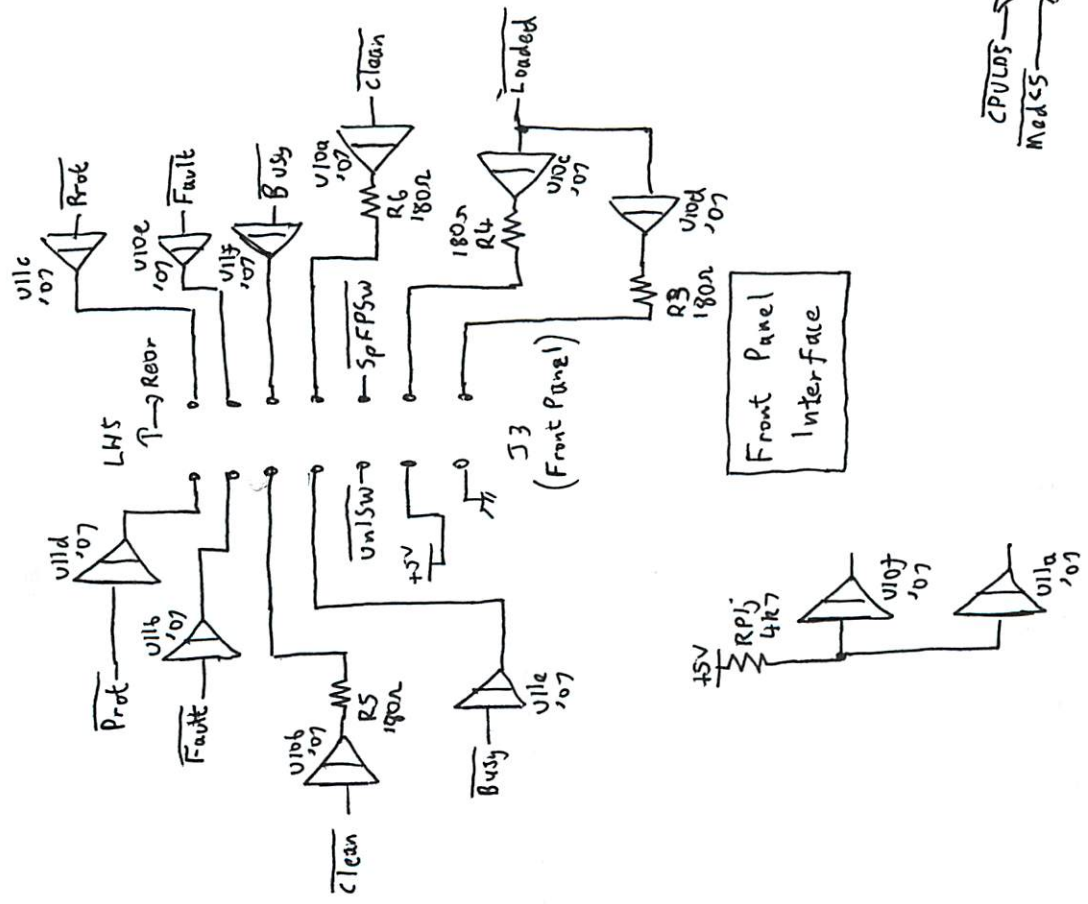 U11c
'07
Prot
U10e
'07
Fault
U11f
'07
Busy
U10a
'07
Clean
R6
180Ω
LHS
↑→ Rear
U11d
'07
Prot
U11b
'07
Fault
U10b
'07
Clean
R5
180Ω
U11e
'07
Busy
SpFPSw
UnlSw
+5V
180Ω
R4
U10c
'07
Loaded
U10d
'07
R3
180Ω
J3
(Front Panel)
Front Panel
Interface
+5V
RP1j
4k7
U10f
'07
U11a
'07
CPULDS
MedCS